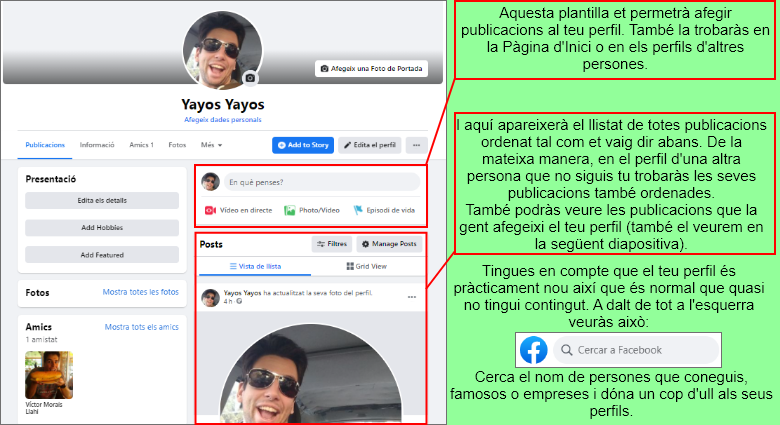 Afegeix una Foto de Portada
Yayos Yayos
Afegeix dades personals
Publicacions
Informació
Amics 1
Fotos
Més
Add to Story
Edita el perfil
Presentació
Edita els detalls
Add Hobbies
Add Featured
Fotos
Mostra totes les fotos
Amics
Mostra tots els amics
1 amistat
Víctor Morais
Llahí
En què penses?
Vídeo en directe
Photo/Video
Episodi de vida
Posts
Filtres
Manage Posts
Vista de llista
Grid View
Yayos Yayos ha actualitzat la seva foto del perfil.
4 h
Aquesta plantilla et permetrà afegir
publicacions al teu perfil. També la trobaràs en
la Pàgina d'Inici o en els perfils d'altres
persones.
I aquí apareixerà el llistat de totes publicacions
ordenat tal com et vaig dir abans. De la
mateixa manera, en el perfil d'una altra
persona que no siguis tu trobaràs les seves
publicacions també ordenades.
També podràs veure les publicacions que la
gent afegeixi el teu perfil (també el veurem en
la següent diapositiva).
Tingues en compte que el teu perfil és
pràcticament nou així que és normal que quasi
no tingui contingut. A dalt de tot a l'esquerra
veuràs això:
Cercar a Facebook
Cerca el nom de persones que coneguis,
famosos o empreses i dóna un cop d'ull als seus
perfils.